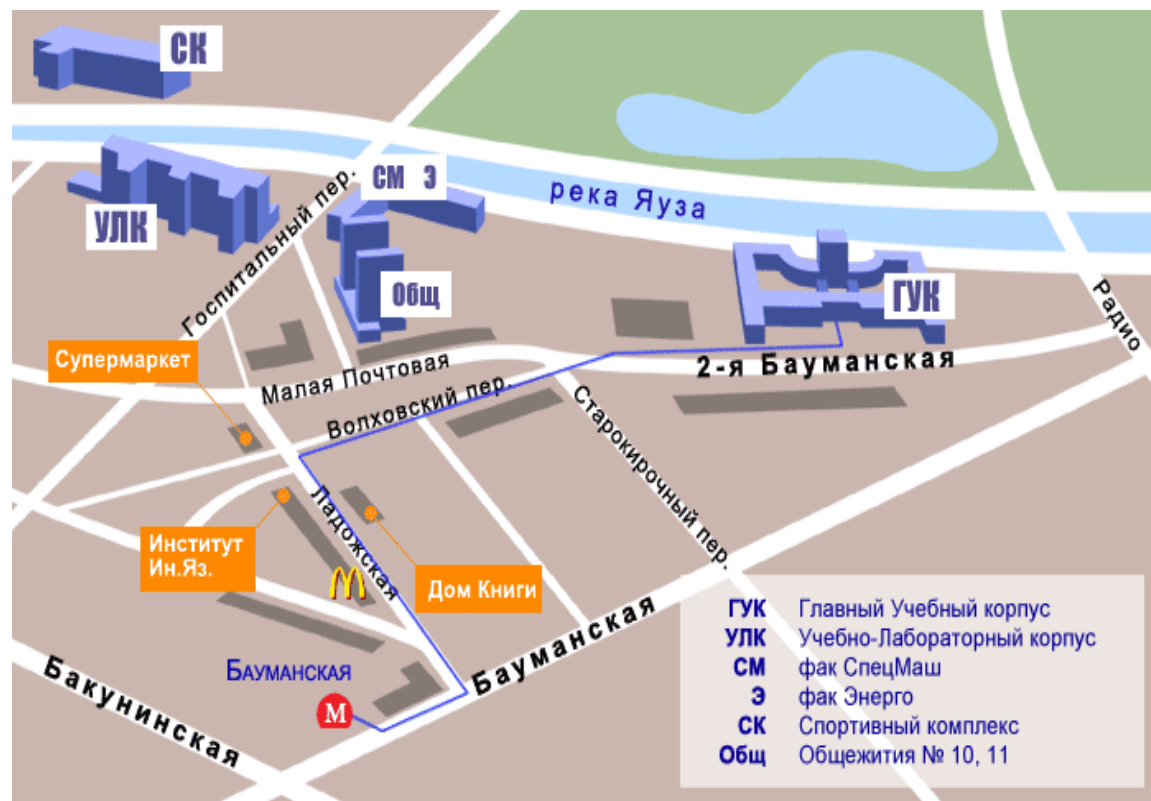 СК
УЛК
СМ Э
Общ
ГУК
река Яуза
Госпитальный пер.
Радио
Супермаркет
Малая Почтовая
2-я Бауманская
Волховский пер.
Старокирочный пер.
Ладожская
Институт
Ин.Яз.
Дом Книги
Бауманская
БАУМАНСКАЯ
М
Бакунинская
ГУК Главный Учебный корпус
УЛК Учебно-Лабораторный корпус
СМ фак СпецМаш
Э фак Энерго
СК Спортивный комплекс
Общ Общежития № 10, 11